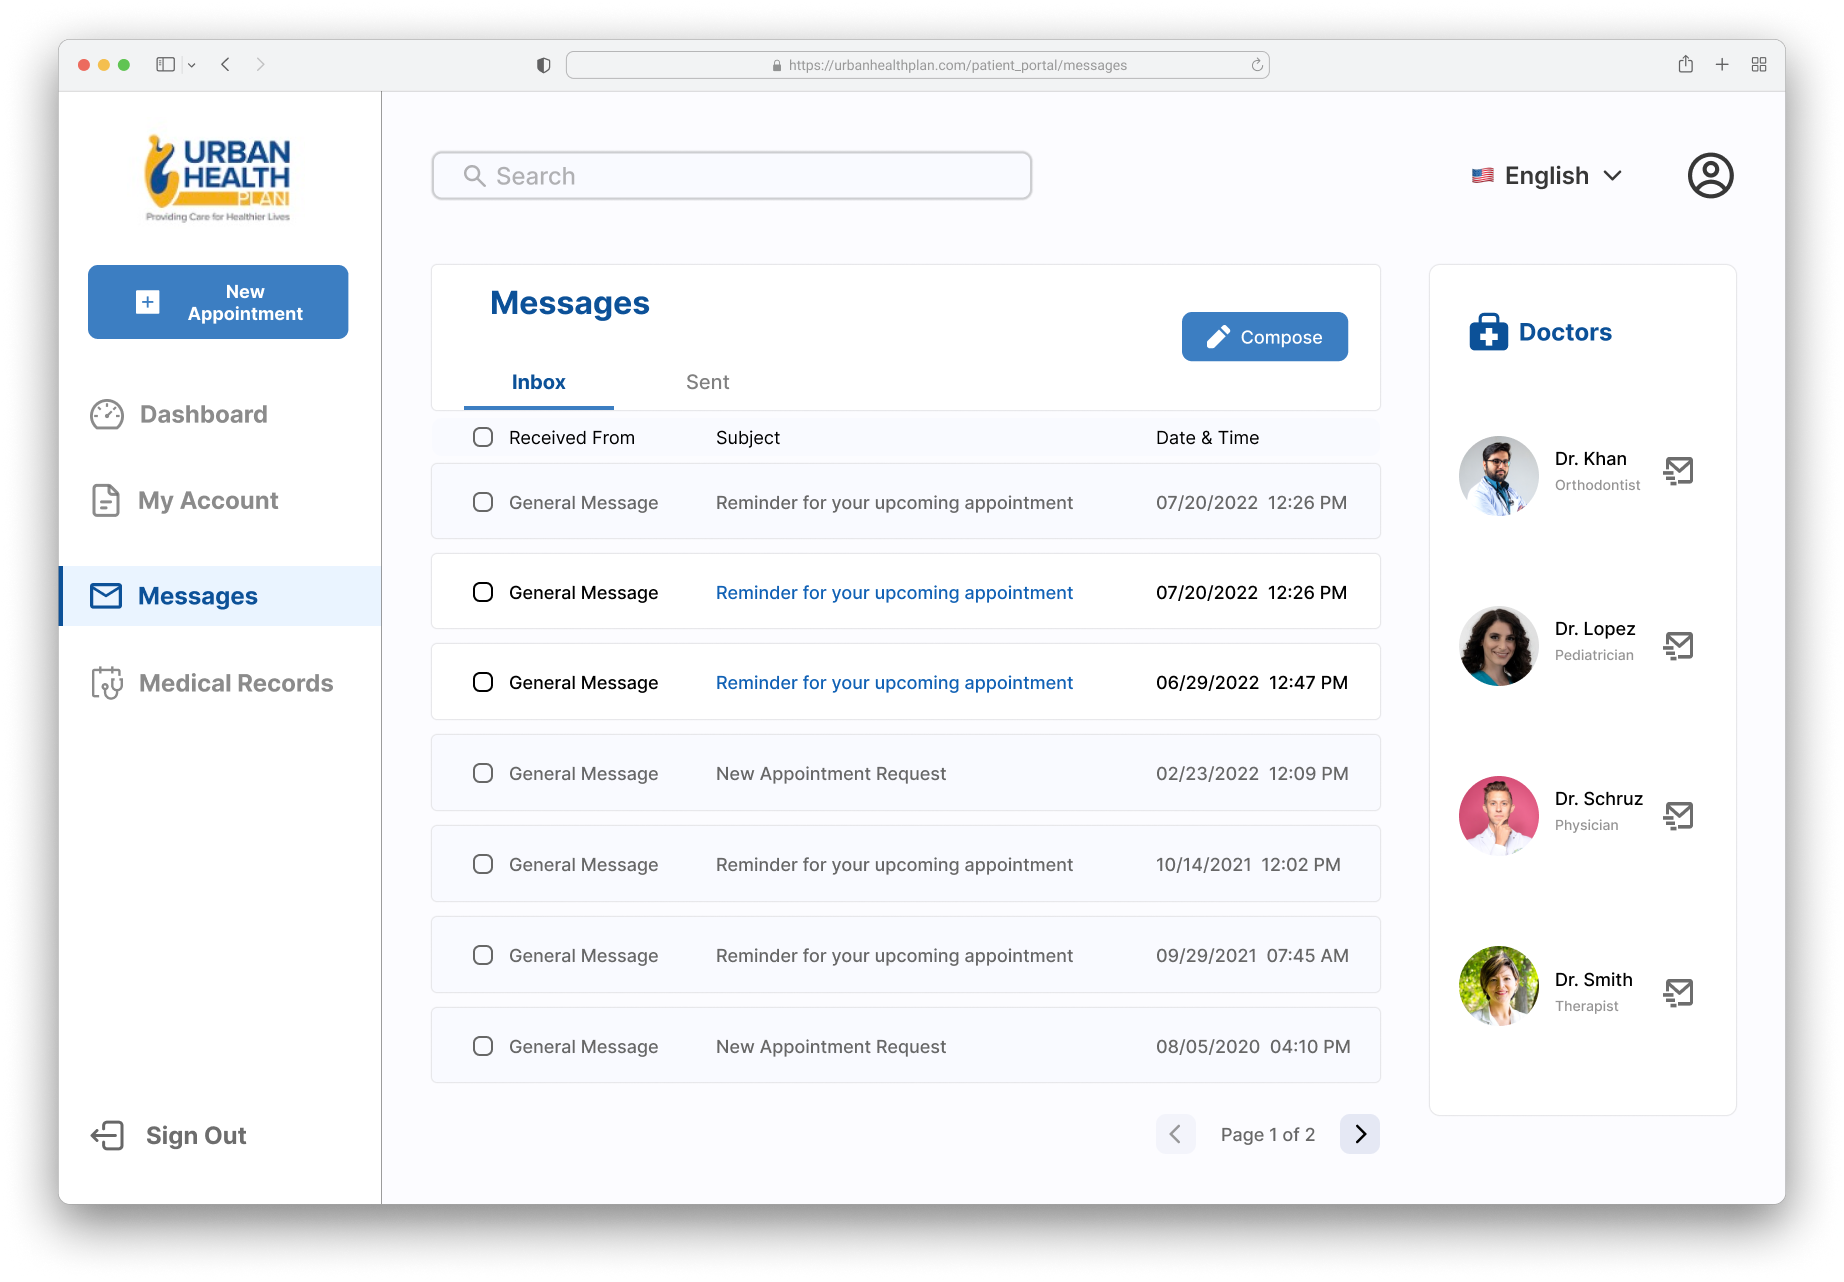 https://urbanhealthplan.com/patient_portal/messages
URBAN
HEALTH
PLAN
Providing Care for Healthier Lives
New
Appointment
Dashboard
My Account
Messages
Medical Records
Sign Out
Search
English
Messages
Compose
Inbox Sent
Received From Subject Date & Time
General Message Reminder for your upcoming appointment 07/20/2022 12:26 PM
General Message Reminder for your upcoming appointment 07/20/2022 12:26 PM
General Message Reminder for your upcoming appointment 06/29/2022 12:47 PM
General Message New Appointment Request 02/23/2022 12:09 PM
General Message Reminder for your upcoming appointment 10/14/2021 12:02 PM
General Message Reminder for your upcoming appointment 09/29/2021 07:45 AM
General Message New Appointment Request 08/05/2020 04:10 PM
Page 1 of 2
Doctors
Dr. Khan
Orthodontist
Dr. Lopez
Pediatrician
Dr. Schruz
Physician
Dr. Smith
Therapist